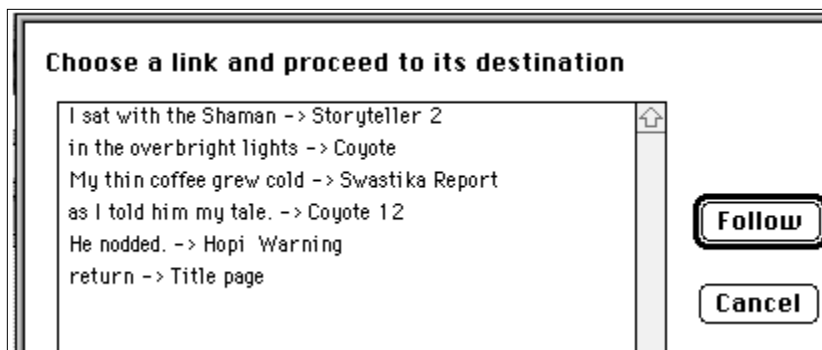 Choose a link and proceed to its destination
I sat with the Shaman -> Storyteller 2
in the overbright lights -> Coyote
My thin coffee grew cold -> Swastika Report
as I told him my tale. -> Coyote 12
He nodded. -> Hopi  Warning
return -> Title page
Follow
Cancel